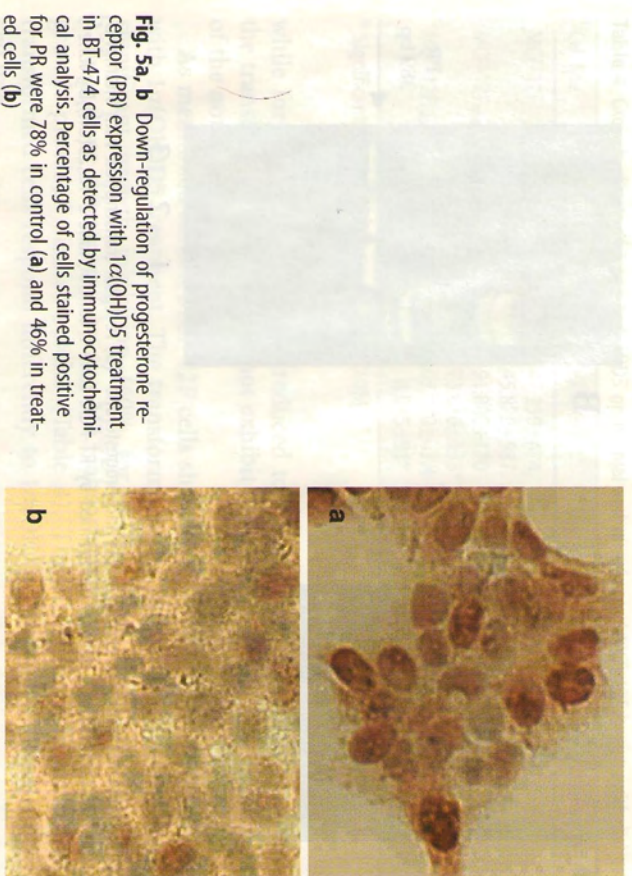 Fig. 5a, b Down-regulation of progesterone re-
ceptor (PR) expression with 1α(OH)D5 treatment
in BT-474 cells as detected by immunocytochemi-
cal analysis. Percentage of cells stained positive
for PR were 78% in control (a) and 46% in treat-
ed cells (b)
a
b